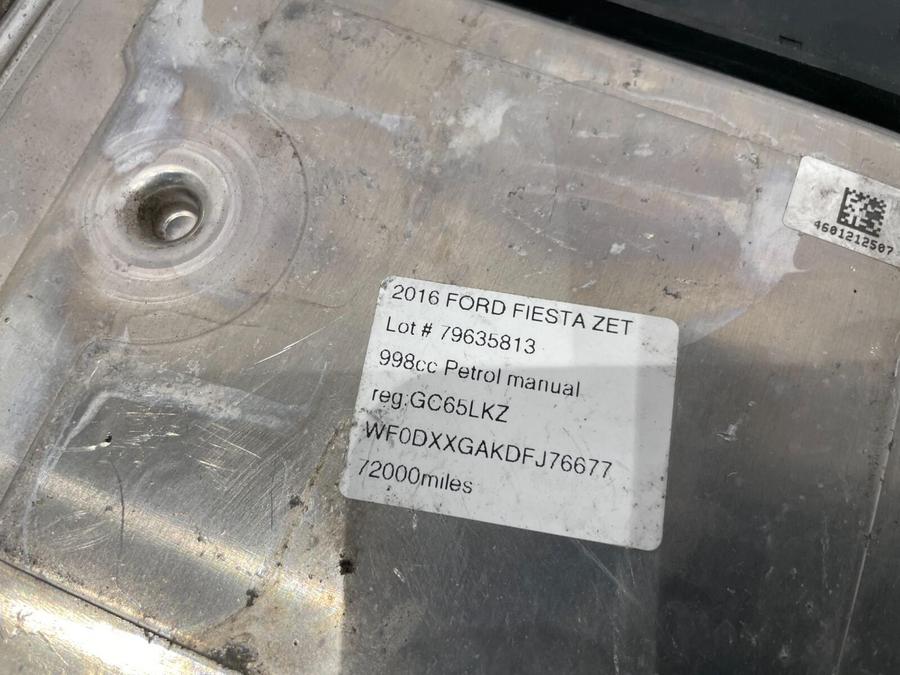 4601212507
2016 FORD FIESTA ZET
Lot # 79635813
998cc Petrol manual
reg:GC65LKZ
WF0DXXGAKDFJ76677
72000miles